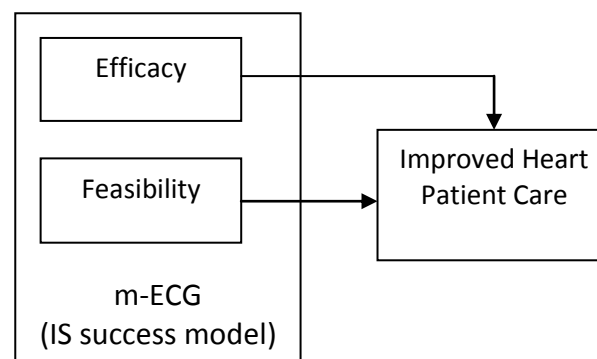 Efficacy
Feasibility
m-ECG
(IS success model)
Improved Heart
Patient Care